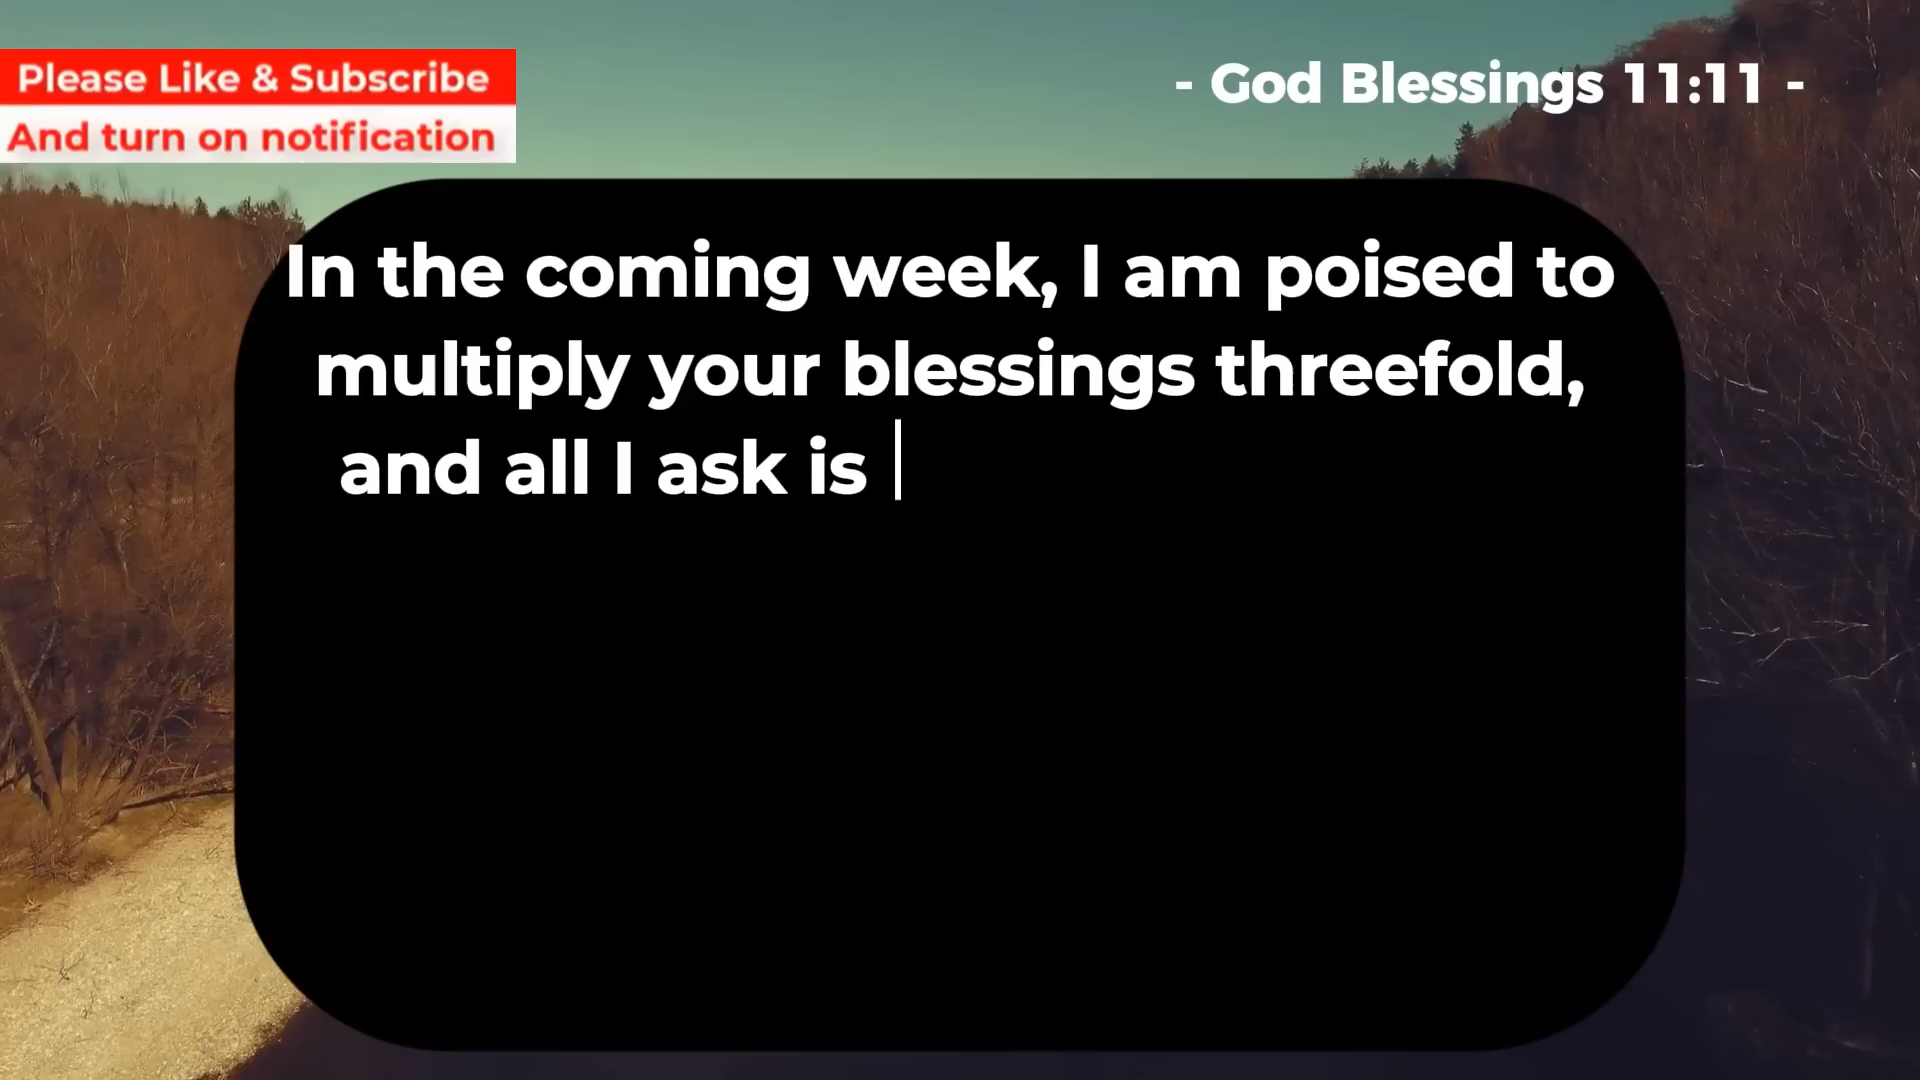 Please Like & Subscribe
And turn on notification
- God Blessings 11:11 -
In the coming week, I am poised to
multiply your blessings threefold,
and all I ask is